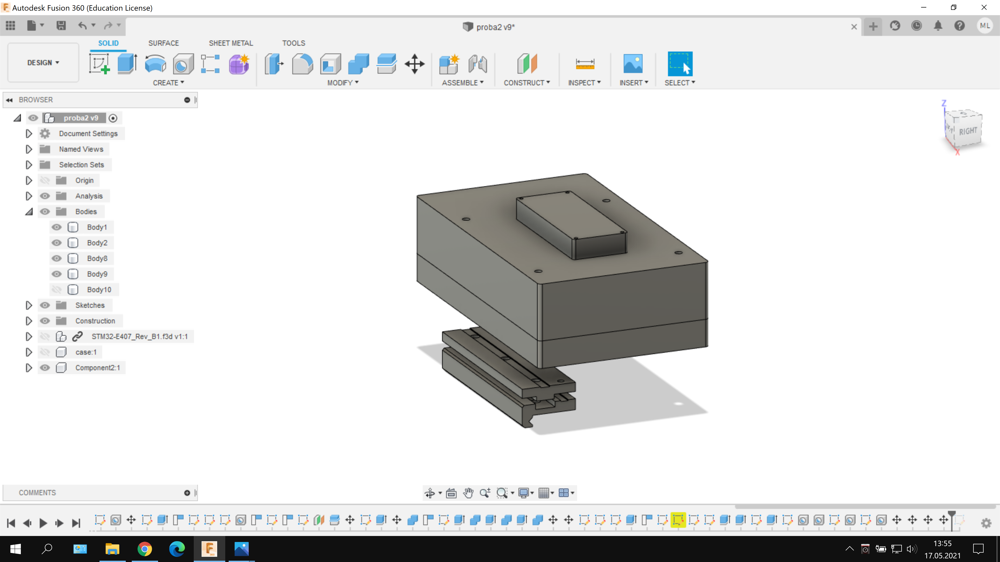 Autodesk Fusion 360 (Education License)
proba2 v9*
ML
SOLID SURFACE SHEET METAL TOOLS
DESIGN
CREATE MODIFY ASSEMBLE CONSTRUCT INSPECT INSERT SELECT
BROWSER
proba2 v9
Document Settings
Named Views
Selection Sets
Origin
Analysis
Bodies
Body1
Body2
Body8
Body9
Body10
Sketches
Construction
STM32-E407_Rev_B1.f3d v1:1
case:1
Component2:1
Z
RIGHT
X
COMMENTS
F
360
13:55
17.05.2021